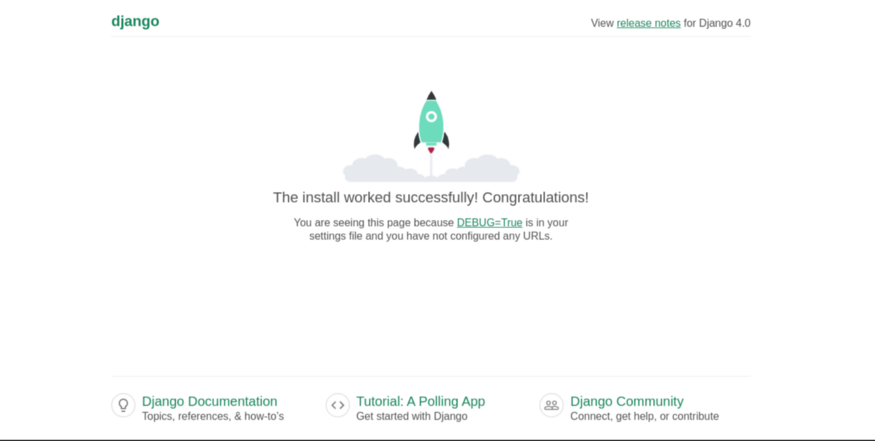 django
View release notes for Django 4.0
The install worked successfully! Congratulations!
You are seeing this page because DEBUG=True is in your
settings file and you have not configured any URLs.
Django Documentation
Topics, references, & how-to’s
Tutorial: A Polling App
Get started with Django
Django Community
Connect, get help, or contribute